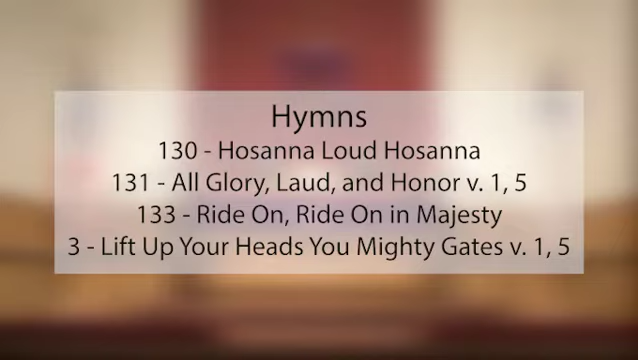 Hymns
130 - Hosanna Loud Hosanna
131 - All Glory, Laud, and Honor v. 1, 5
133 - Ride On, Ride On in Majesty
3 - Lift Up Your Heads You Mighty Gates v. 1, 5